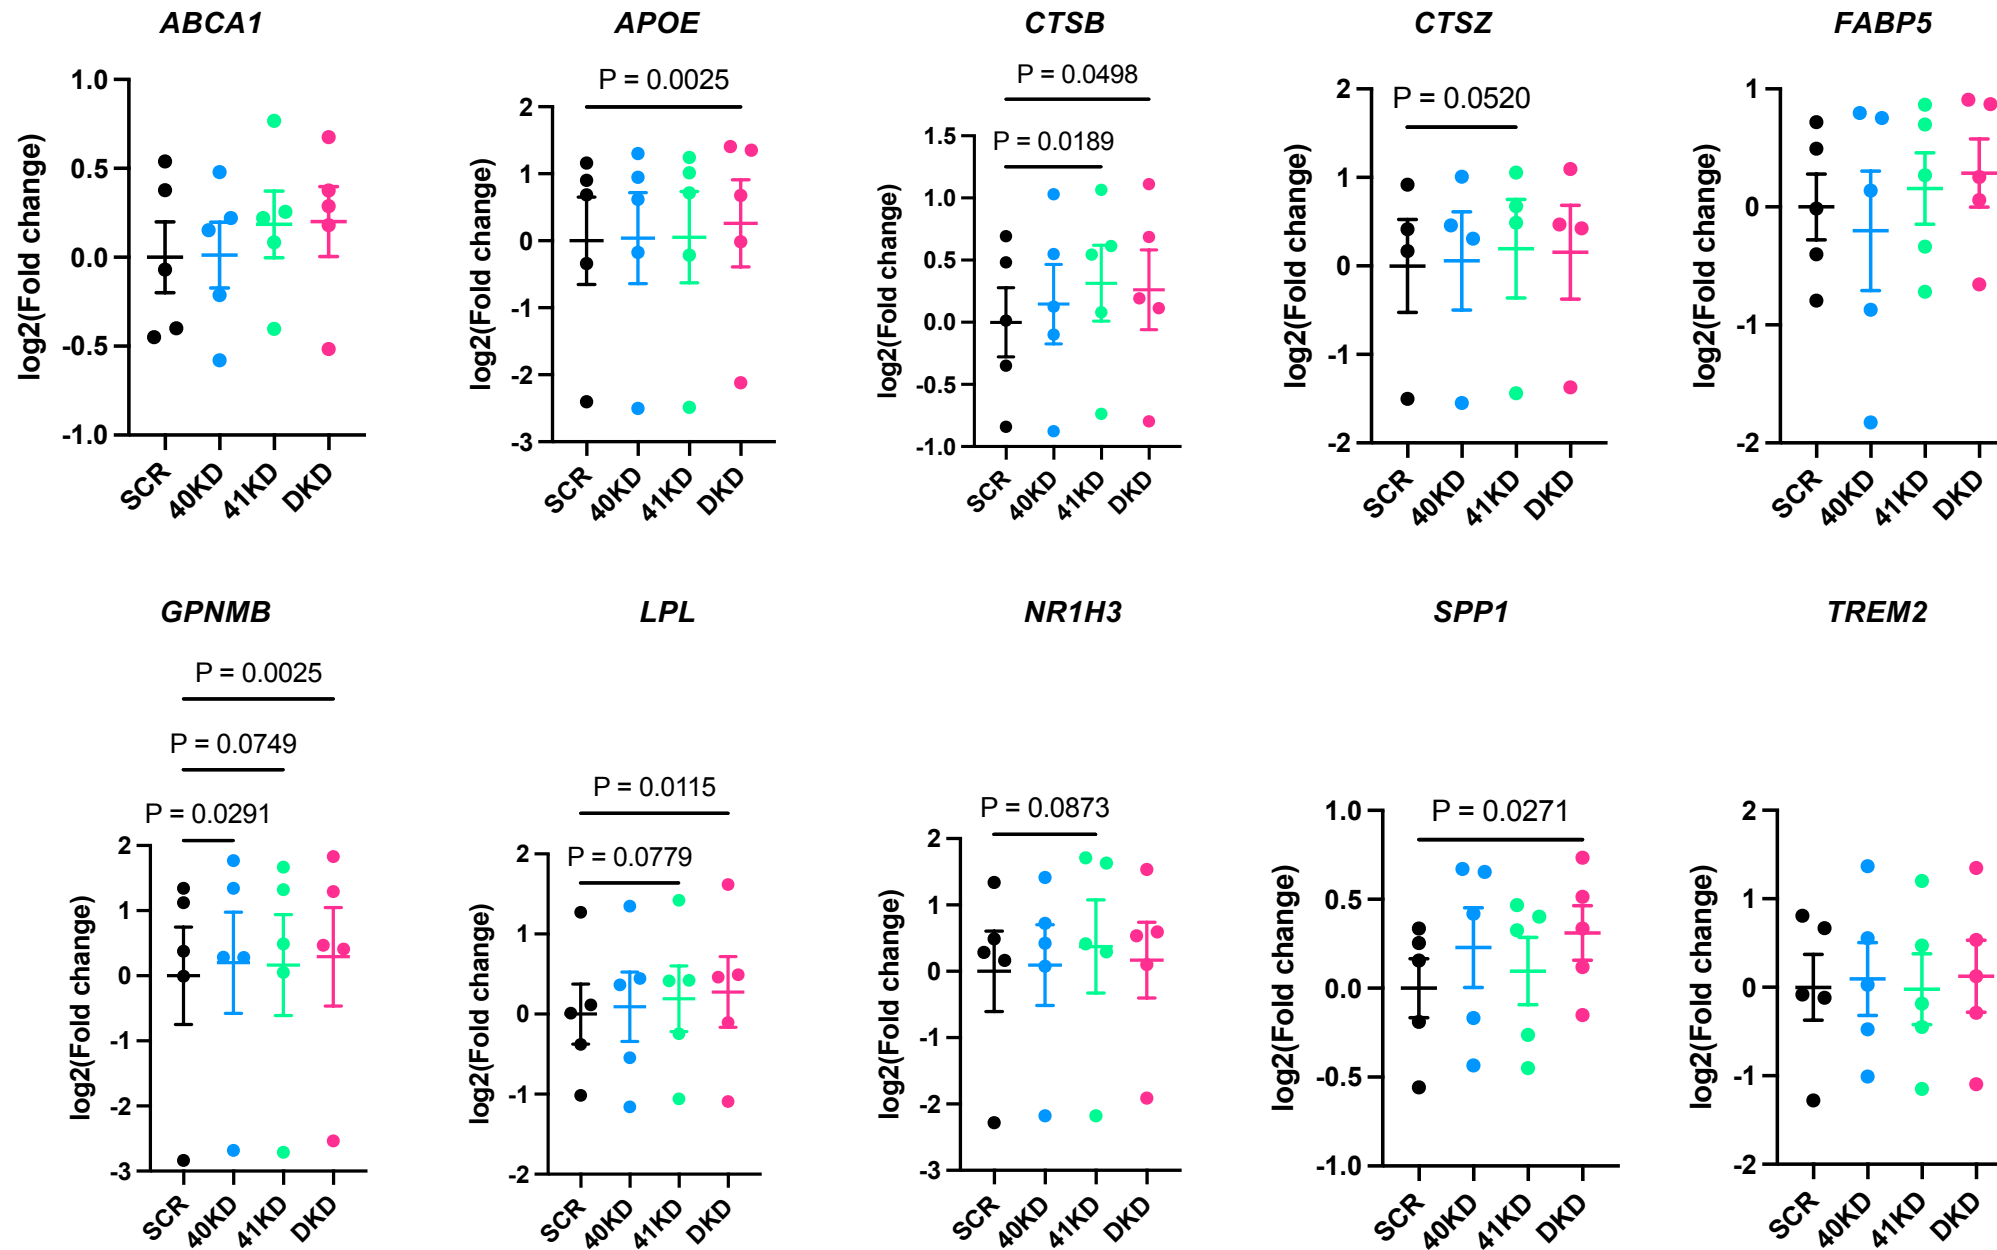 ABCA1
log2(Fold change)
1.0
0.5
0.0
-0.5
-1.0
SCR
40KD
41KD
DKD
APOE
P = 0.0025
log2(Fold change)
2
1
0
-1
-2
-3
SCR
40KD
41KD
DKD
CTSB
P = 0.0498
P = 0.0189
log2(Fold change)
1.5
1.0
0.5
0.0
-0.5
-1.0
SCR
40KD
41KD
DKD
CTSZ
P = 0.0520
log2(Fold change)
2
1
0
-1
-2
SCR
40KD
41KD
DKD
FABP5
log2(Fold change)
1
0
-1
-2
SCR
40KD
41KD
DKD
GPNMB
P = 0.0025
P = 0.0749
P = 0.0291
log2(Fold change)
2
1
0
-1
-2
-3
SCR
40KD
41KD
DKD
LPL
P = 0.0115
P = 0.0779
log2(Fold change)
2
1
0
-1
-2
SCR
40KD
41KD
DKD
NR1H3
P = 0.0873
log2(Fold change)
2
1
0
-1
-2
-3
SCR
40KD
41KD
DKD
SPP1
P = 0.0271
log2(Fold change)
1.0
0.5
0.0
-0.5
-1.0
SCR
40KD
41KD
DKD
TREM2
log2(Fold change)
2
1
0
-1
-2
SCR
40KD
41KD
DKD